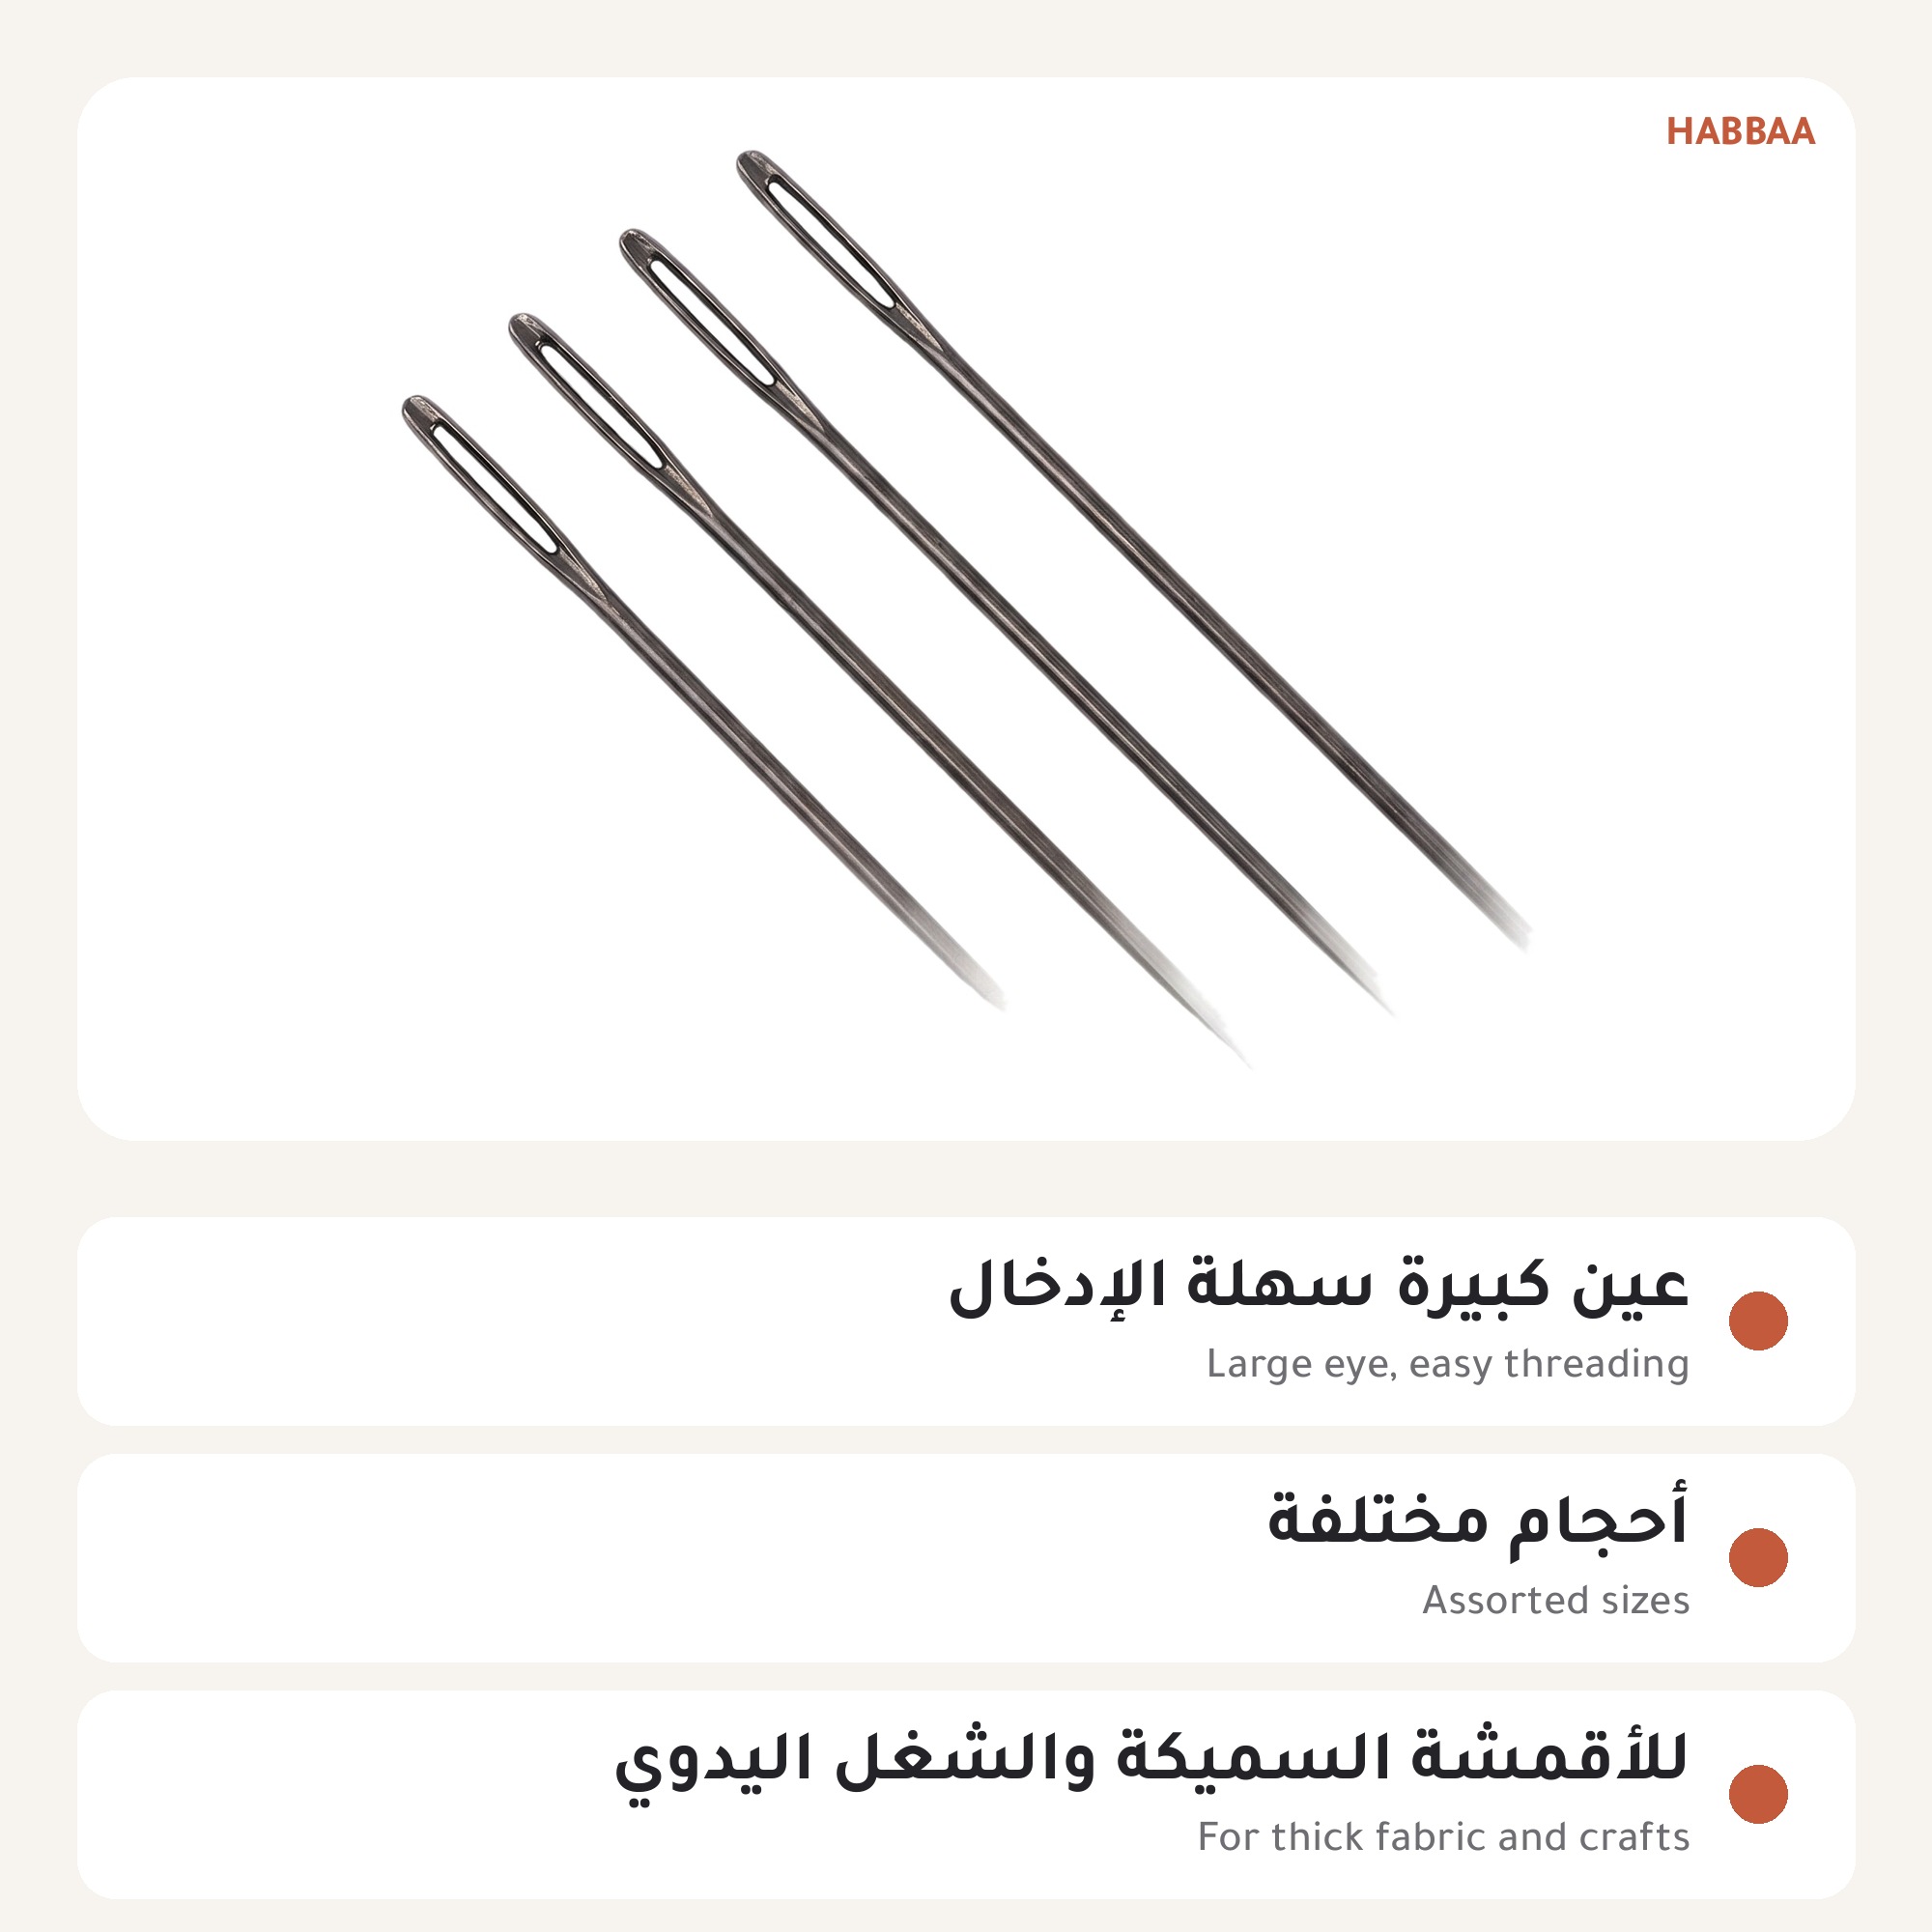 HABBAA
عين كبيرة سهلة الإدخال
Large eye, easy threading
أحجام مختلفة
Assorted sizes
للأقمشة السميكة والشغل اليدوي
For thick fabric and crafts